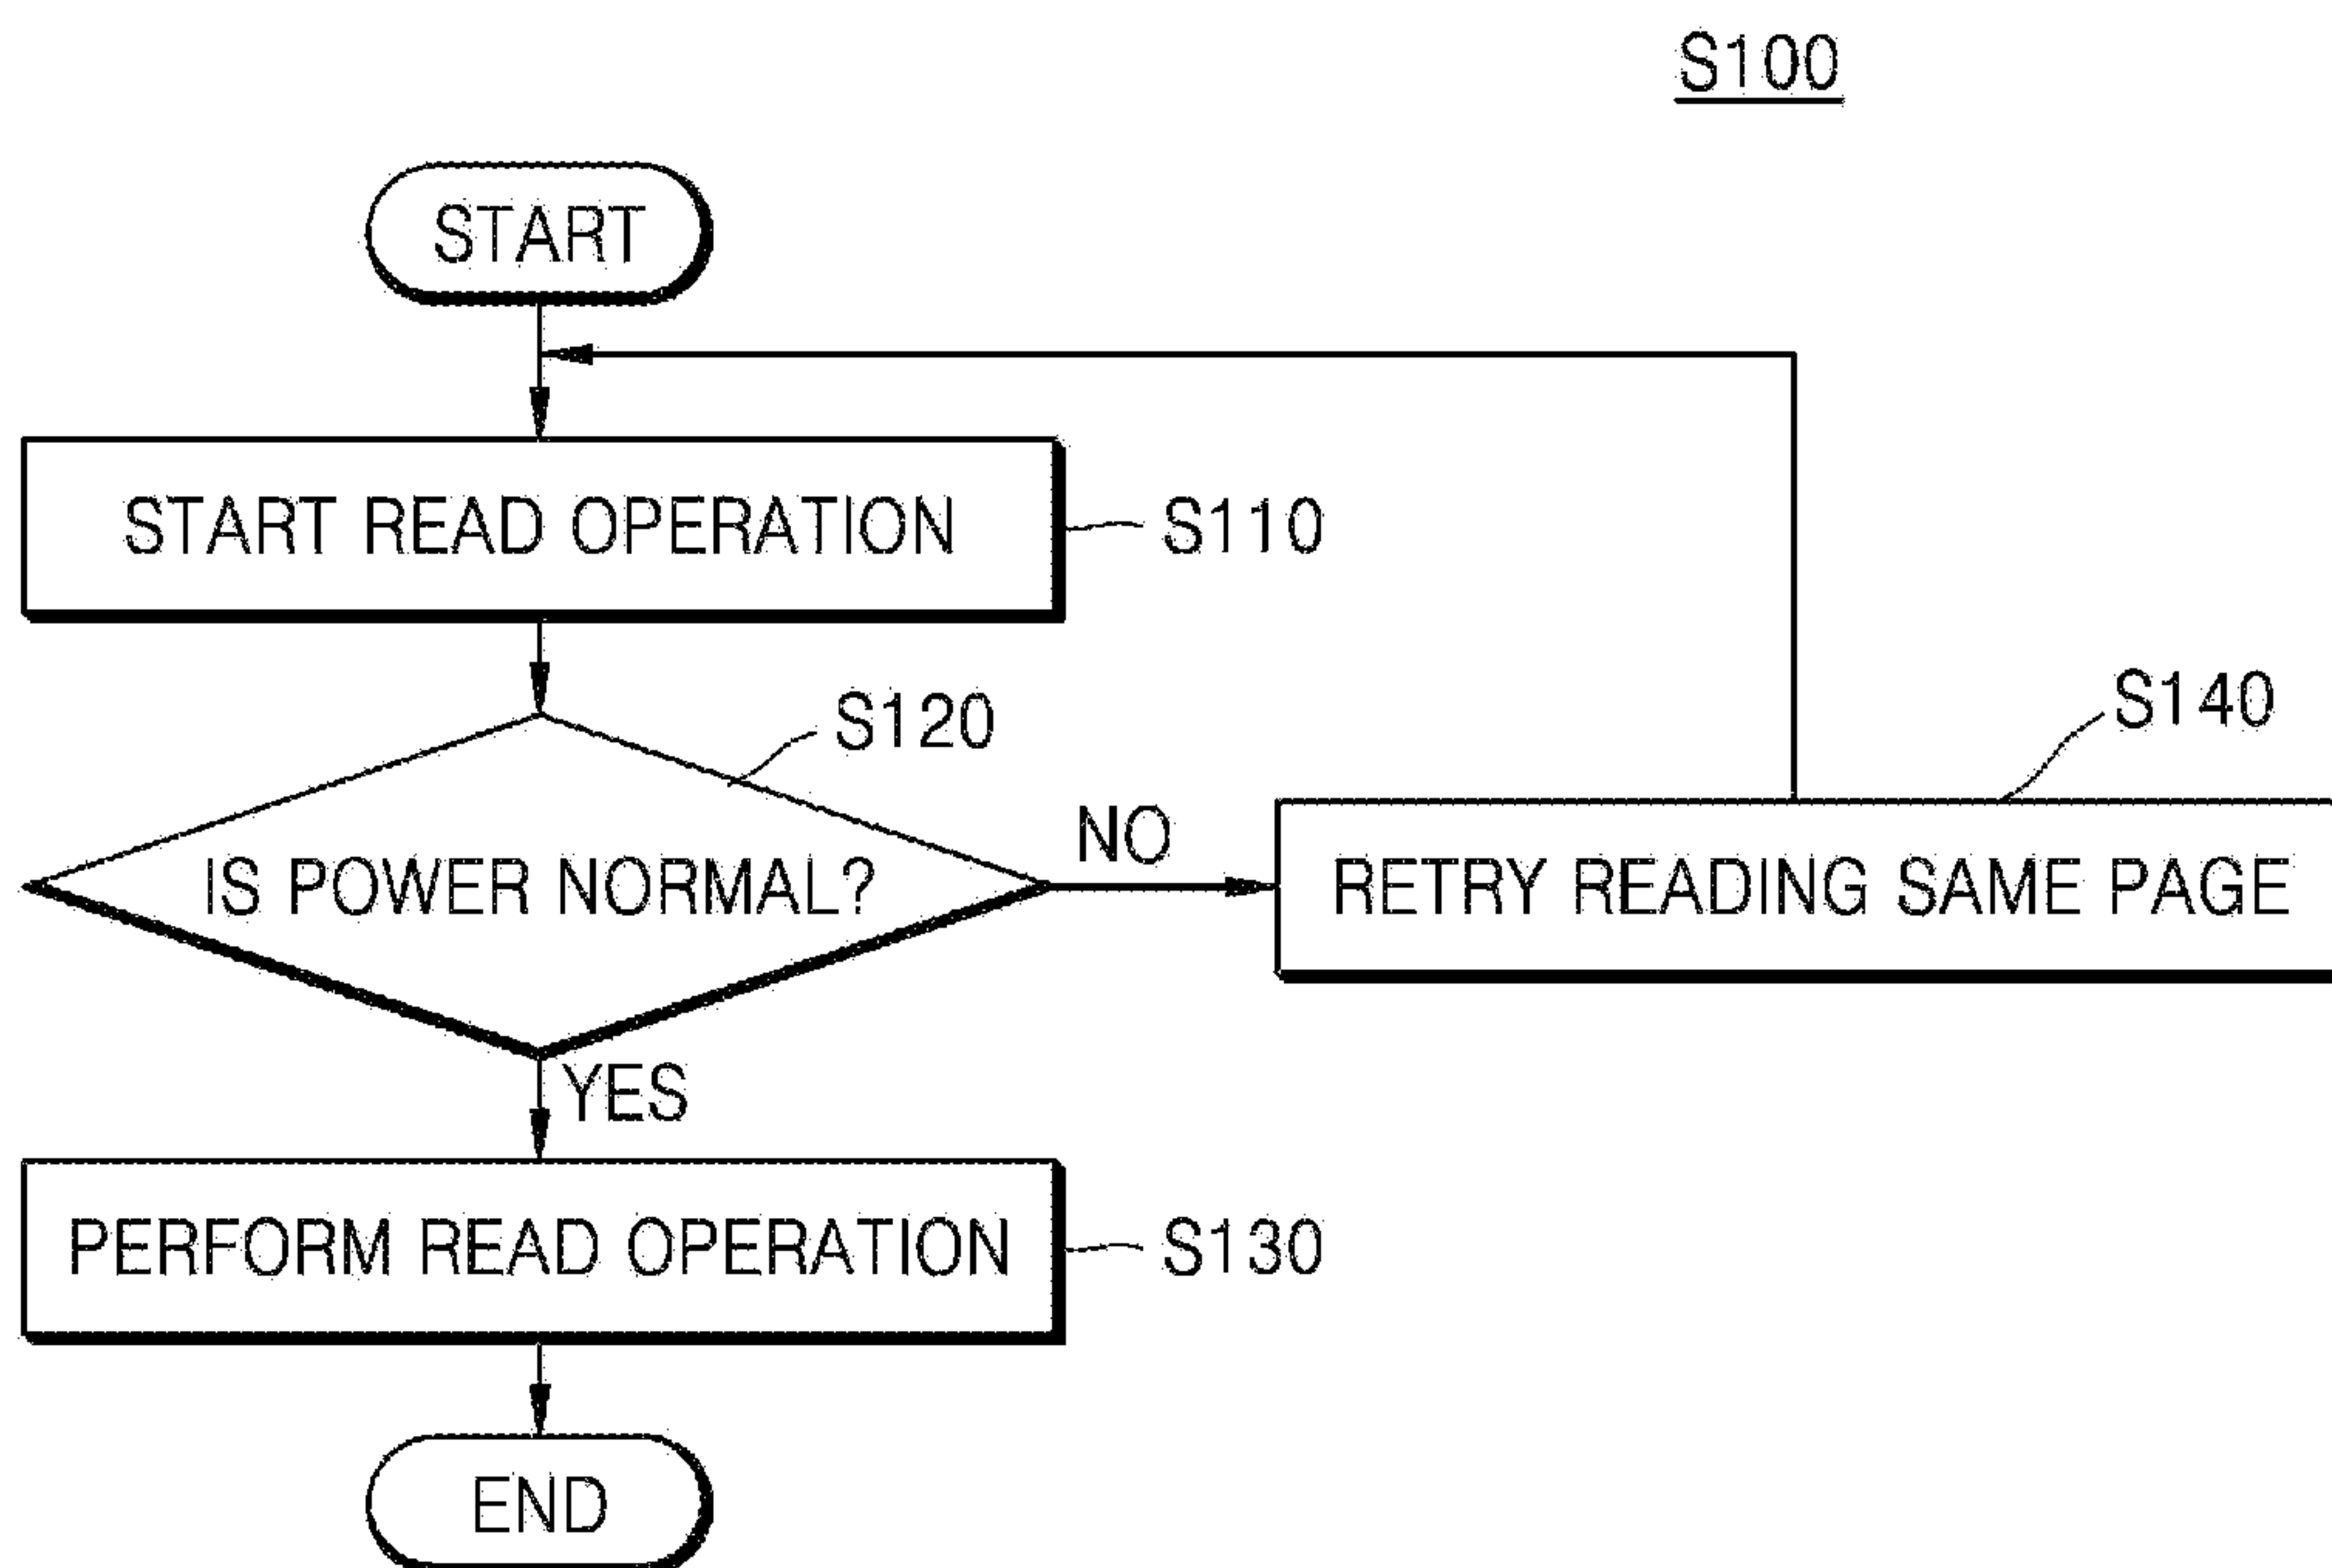 S100
START
START READ OPERATION
S110
S120
S140
IS POWER NORMAL?
NO
RETRY READING SAME PAGE
YES
PERFORM READ OPERATION
S130
END